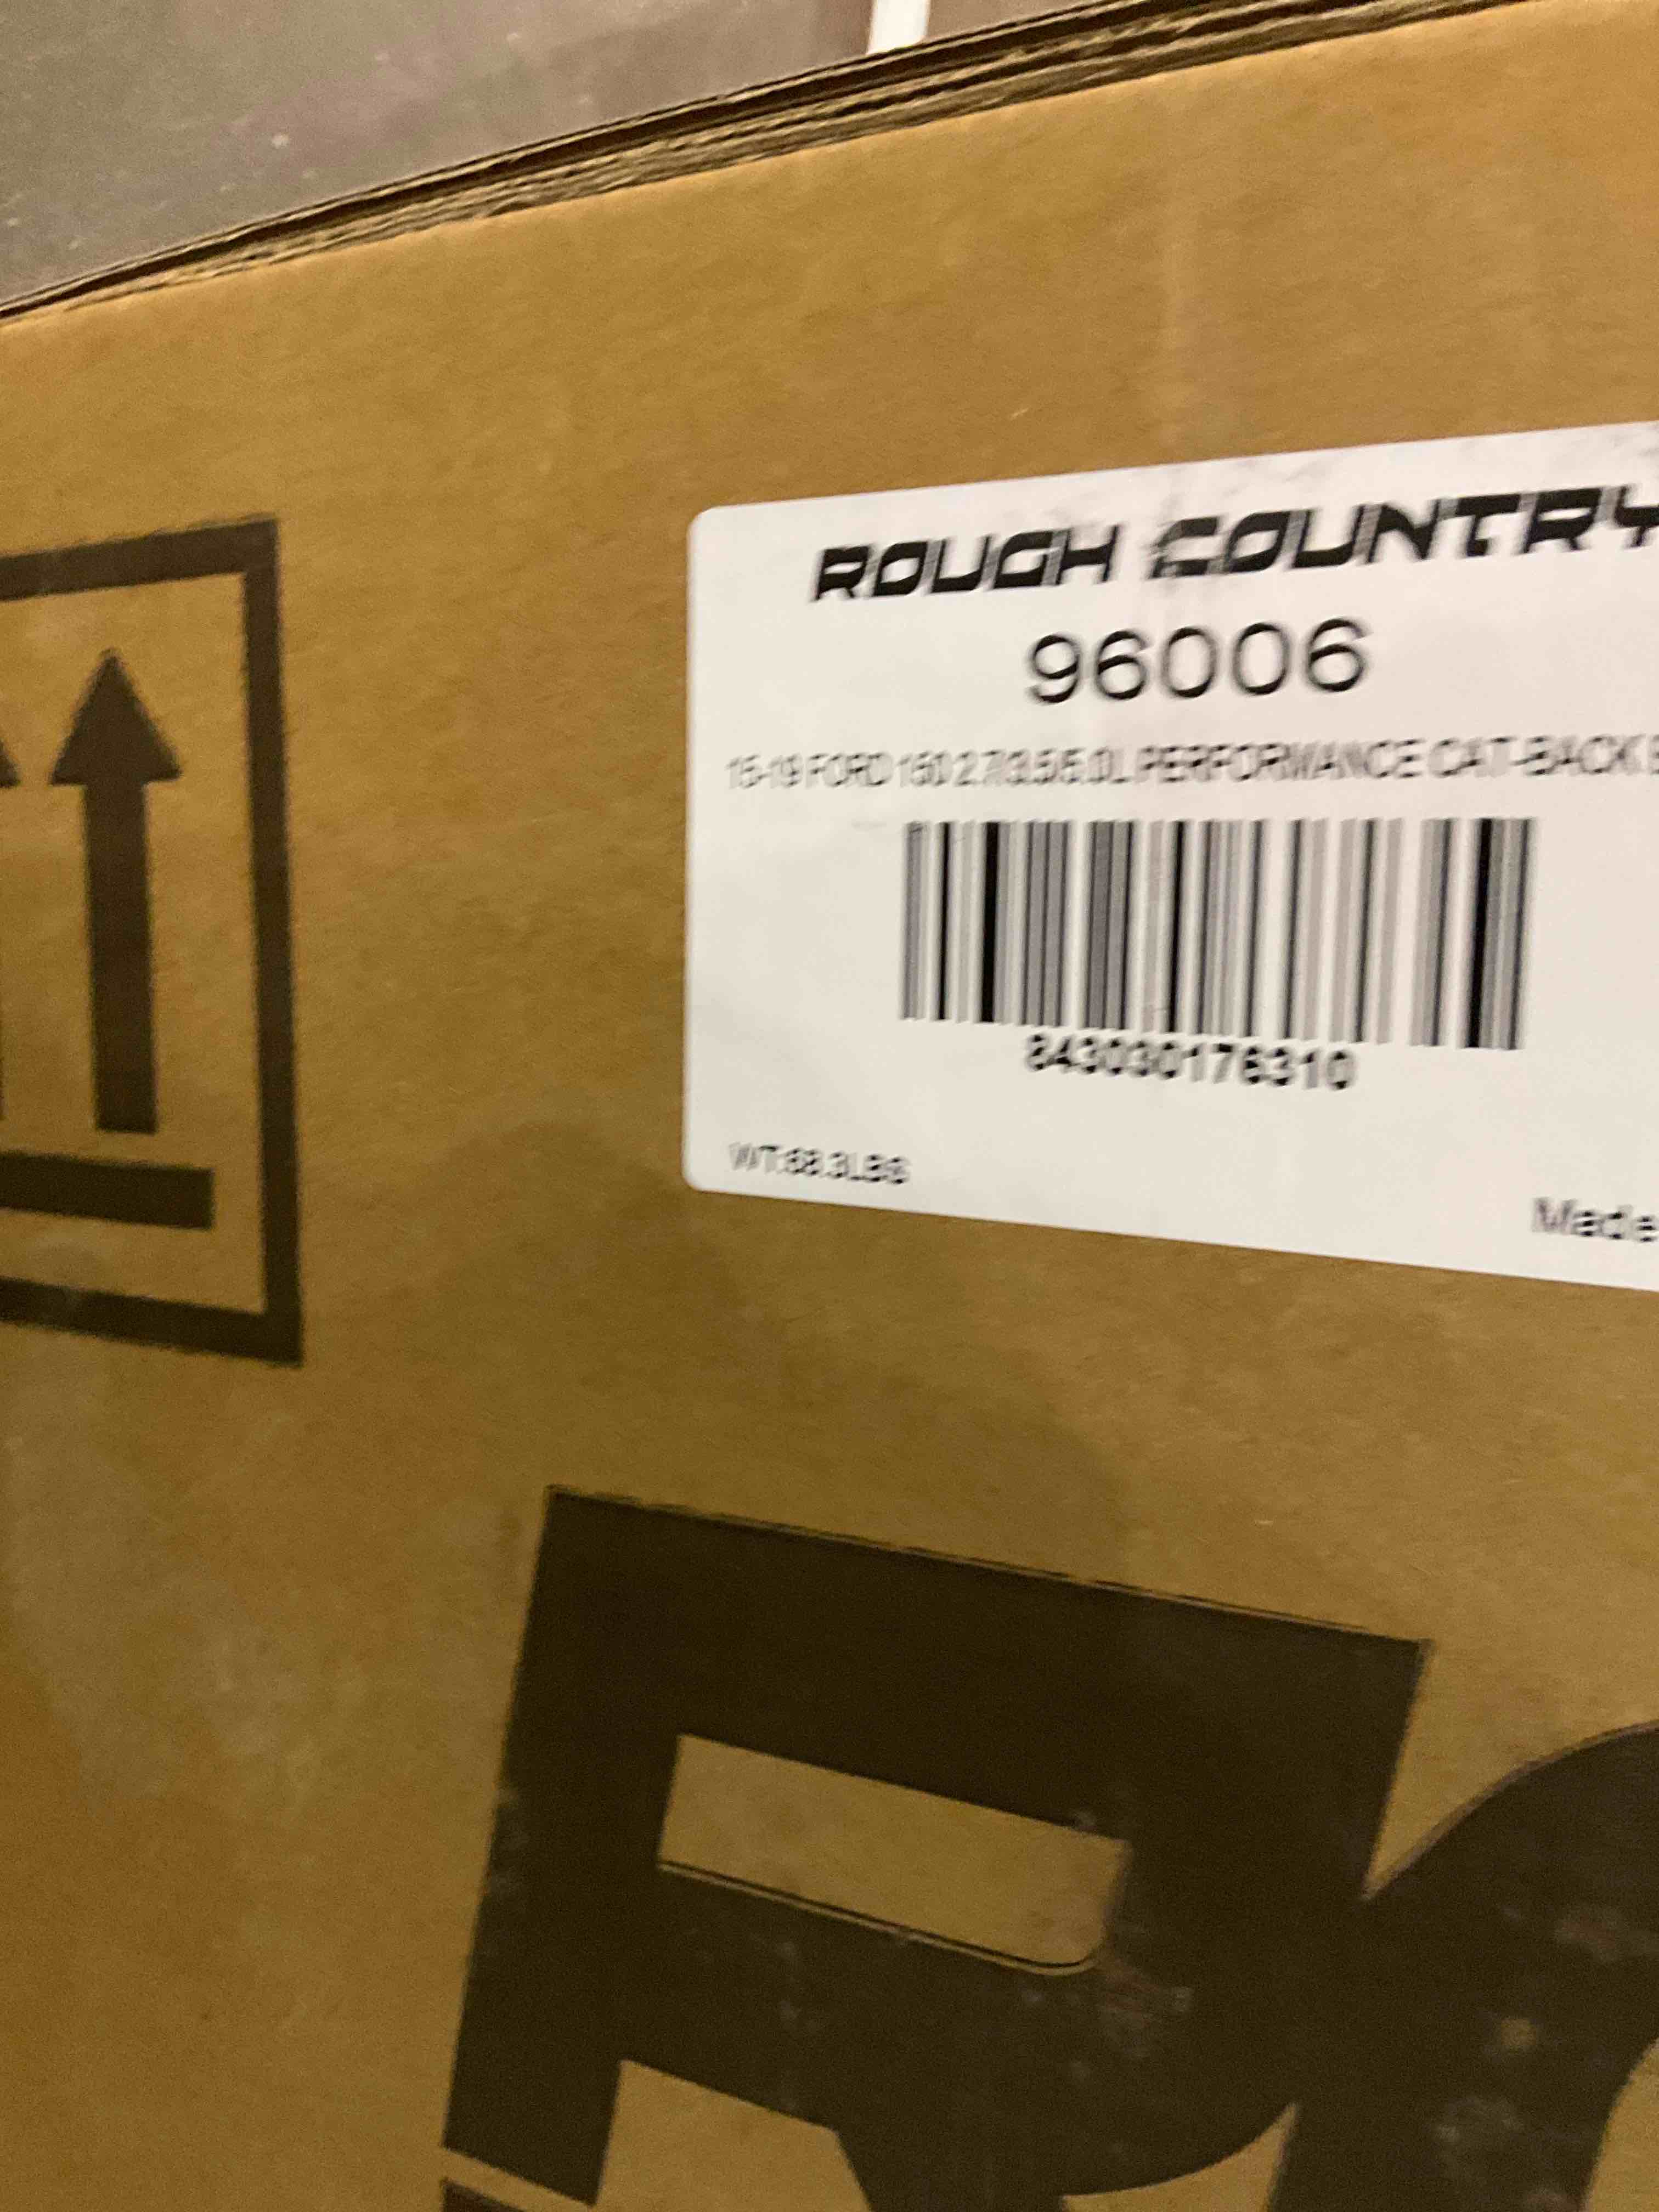 ROUGH COUNTRY
96006
15-19 FORD 150 2.7/3.5/5.0L PERFORMANCE CAT-BACK
843030176310
WT:68.3LBS
Made
R